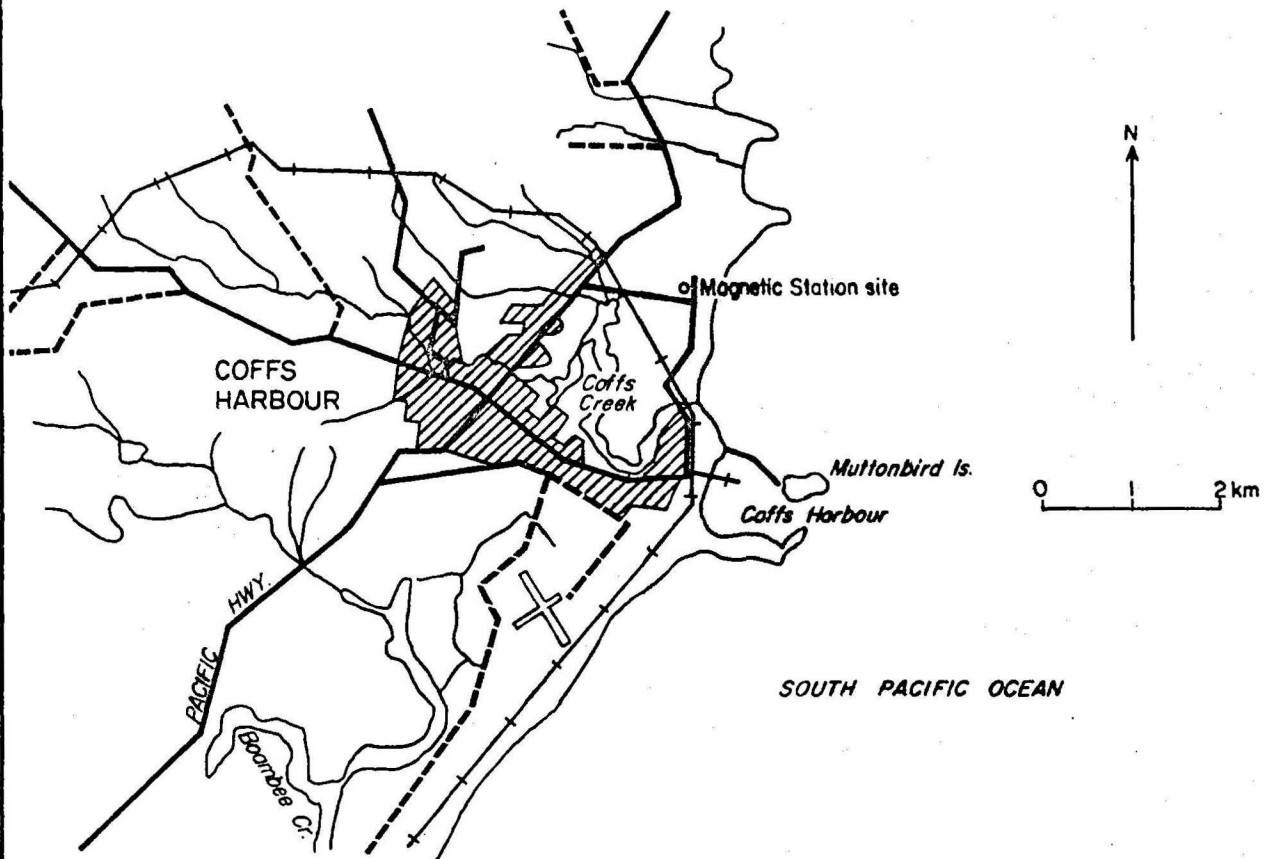 N
Magnetic Station site
COFFS
HARBOUR
Coffs
Creek
Muttonbird Is.
0 1 2 km
Coffs Harbour
HWY.
PACIFIC
SOUTH PACIFIC OCEAN
Boambee Cr.